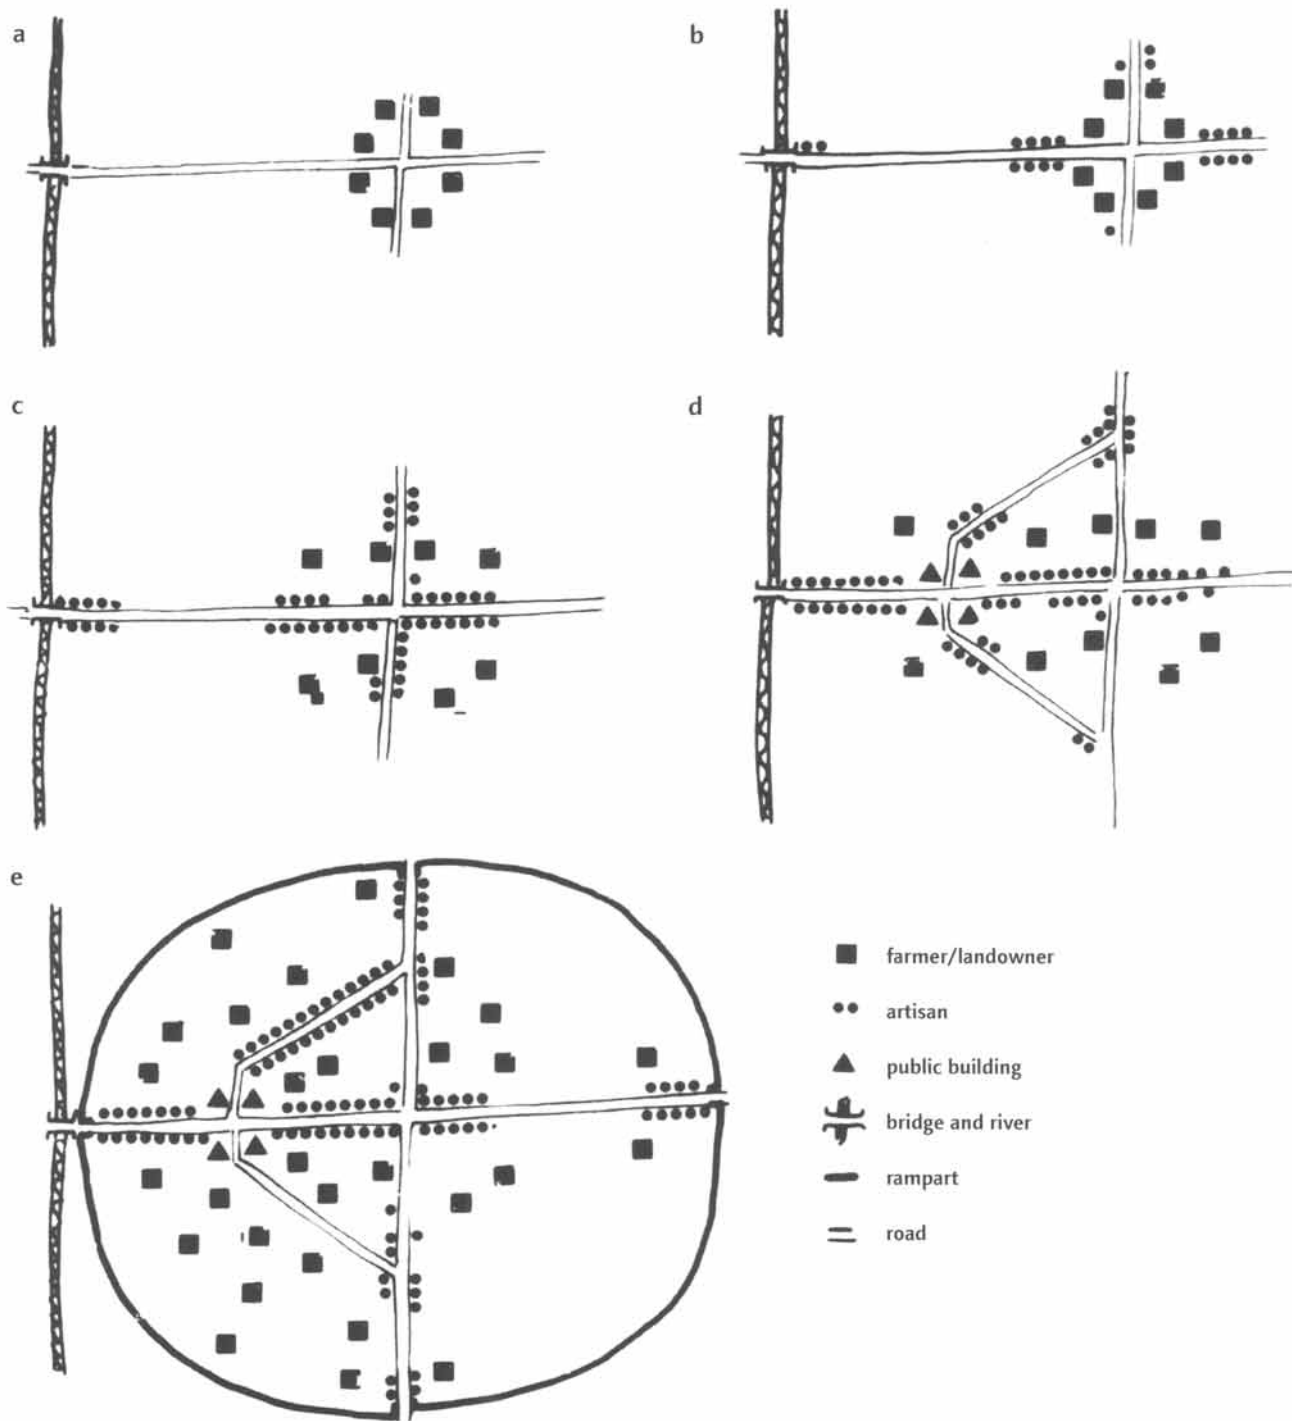 a
b
c
d
e
farmer/landowner
artisan
public building
bridge and river
rampart
road